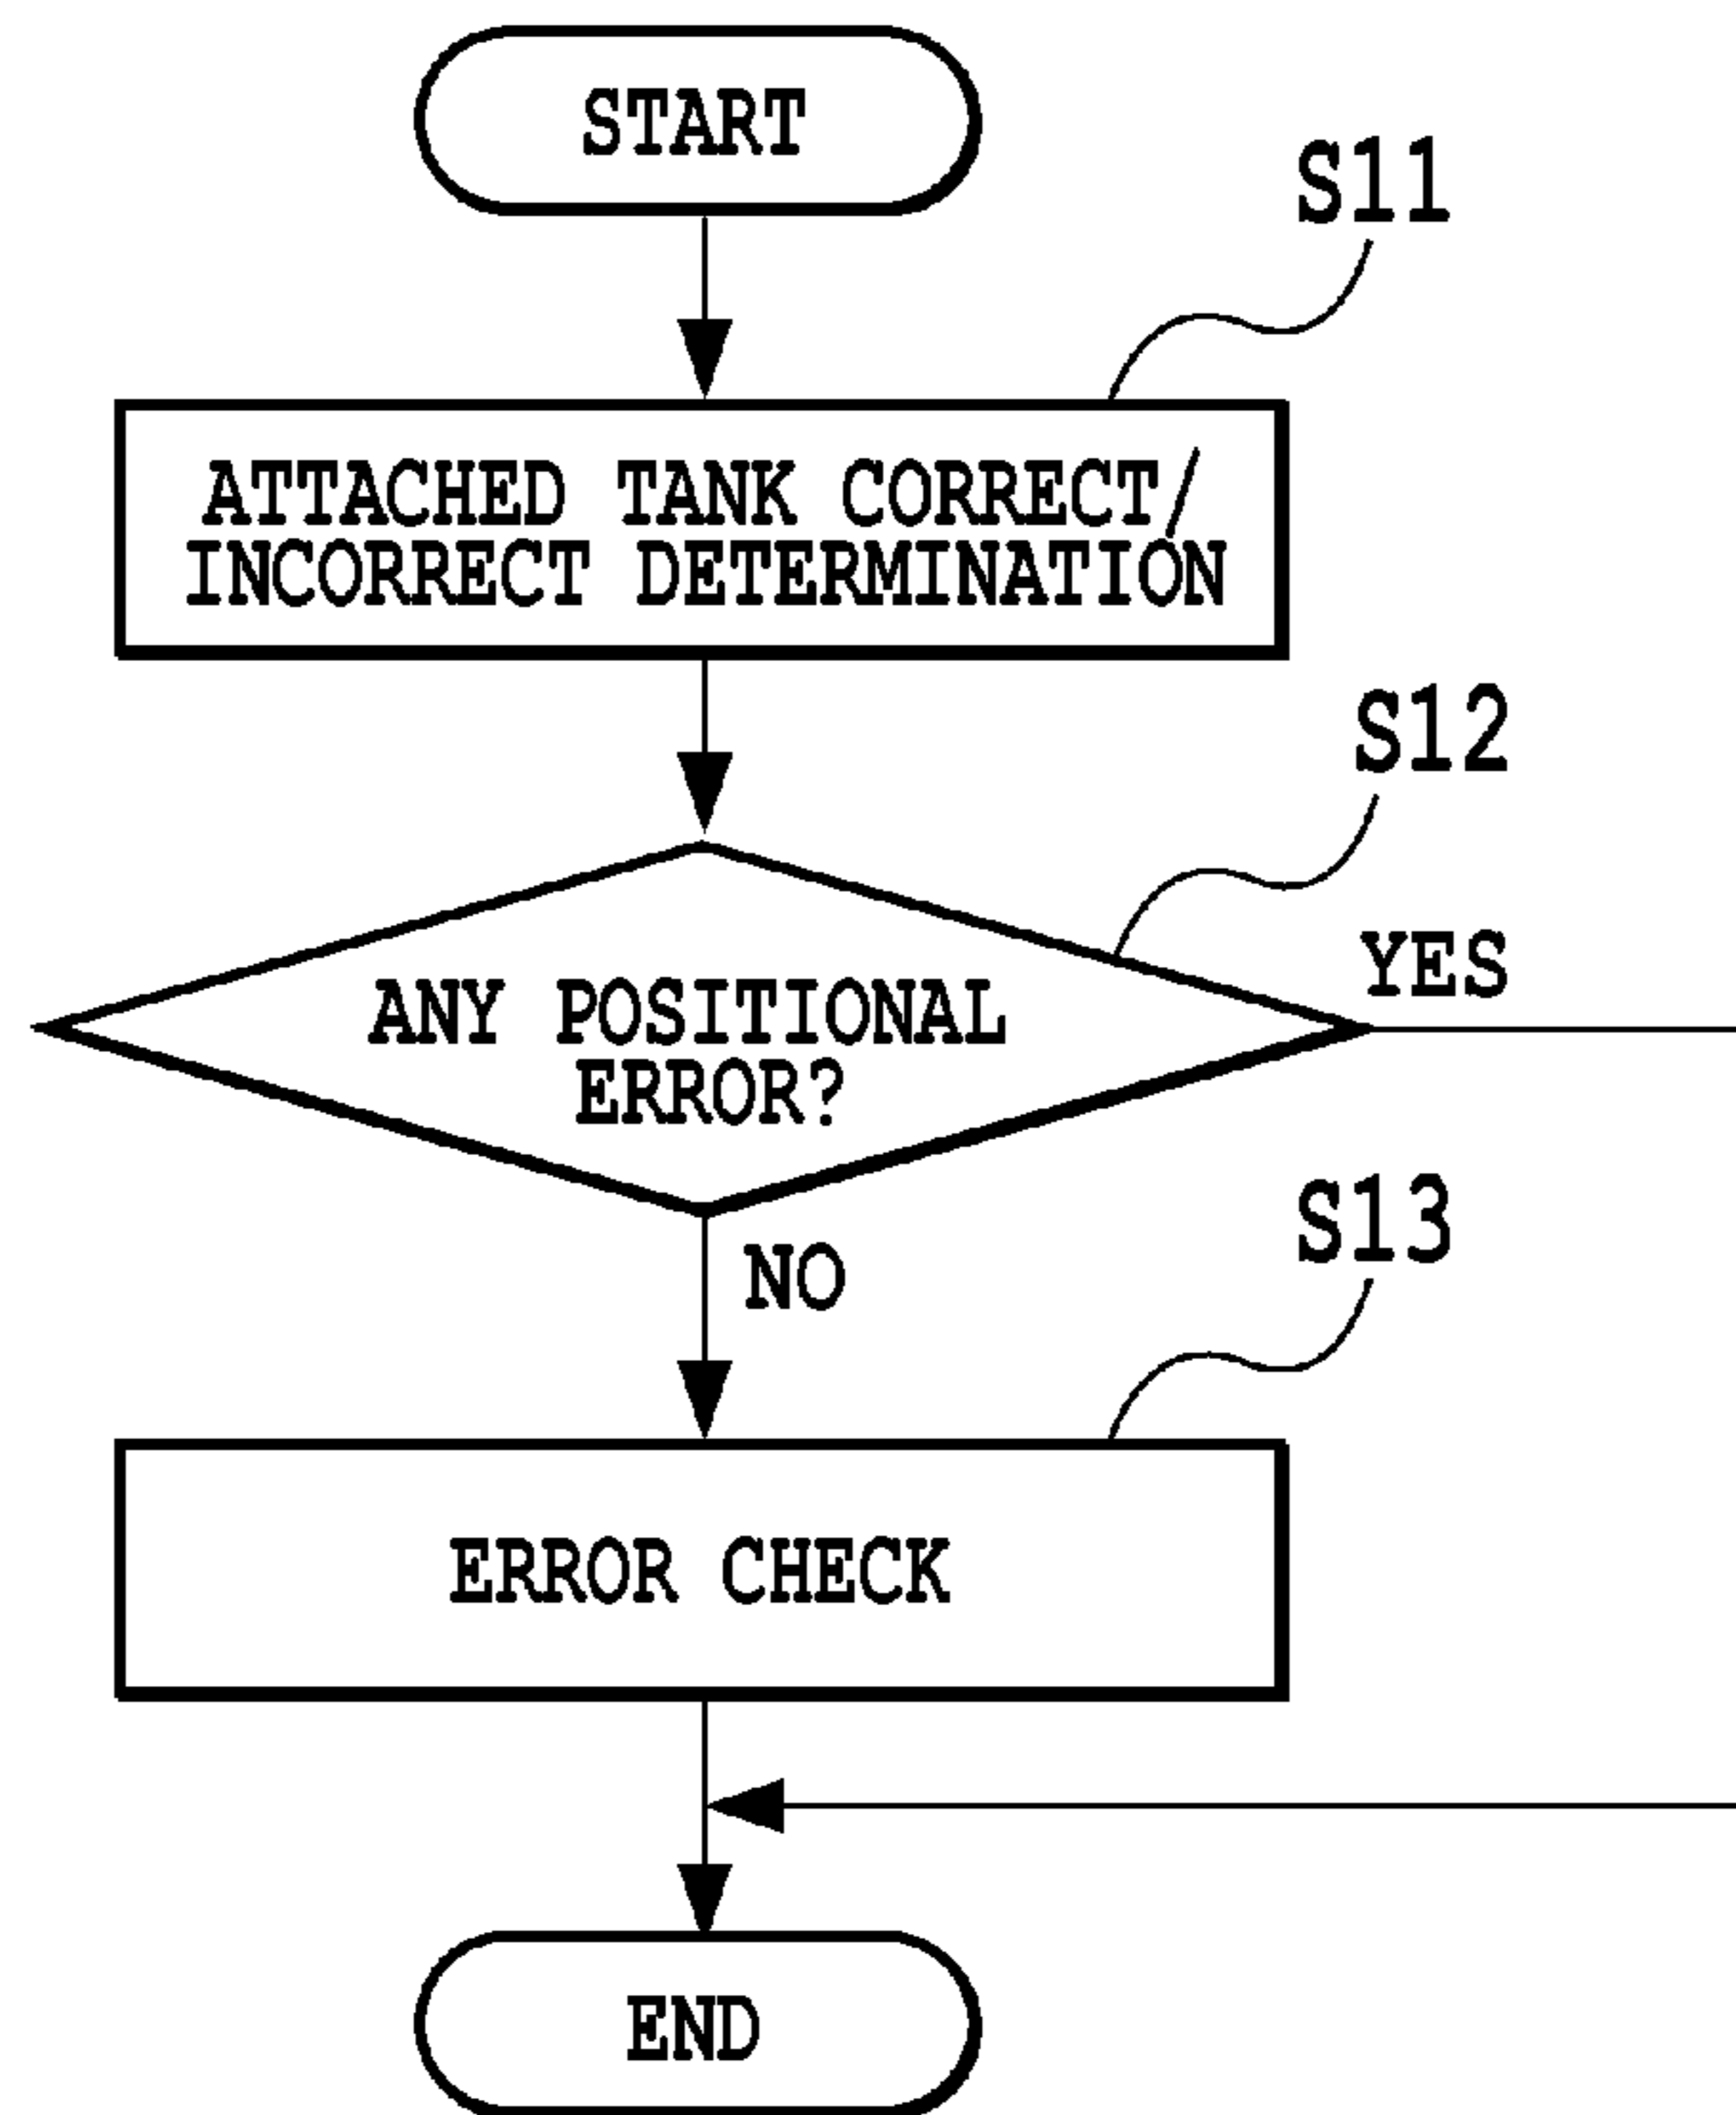 START
S11
ATTACHED TANK CORRECT/
INCORRECT DETERMINATION
S12
YES
ANY POSITIONAL
ERROR?
S13
NO
ERROR CHECK
END